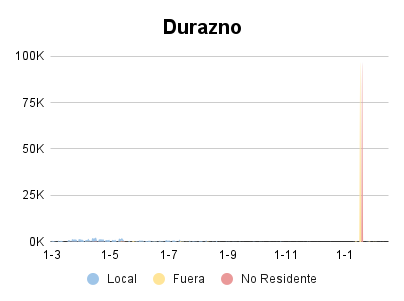 Durazno
100K
75K
50K
25K
0K
1-3 1-5 1-7 1-9 1-11 1-1
Local Fuera No Residente